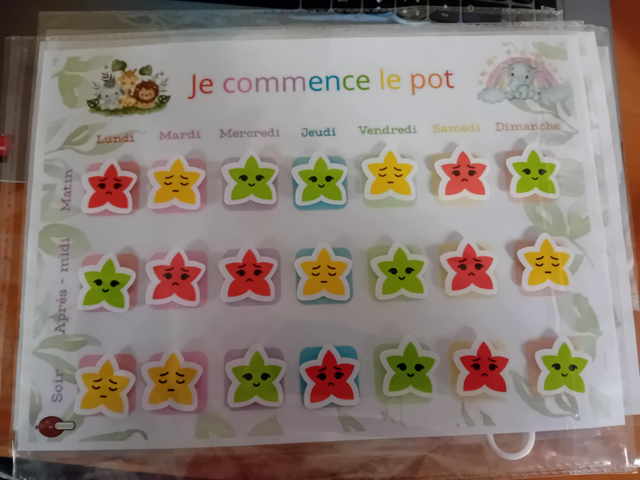 Je commence le pot
Lundi Mardi Mercredi Jeudi Vendredi Samedi Dimanche
Matin
Après - midi
Soir